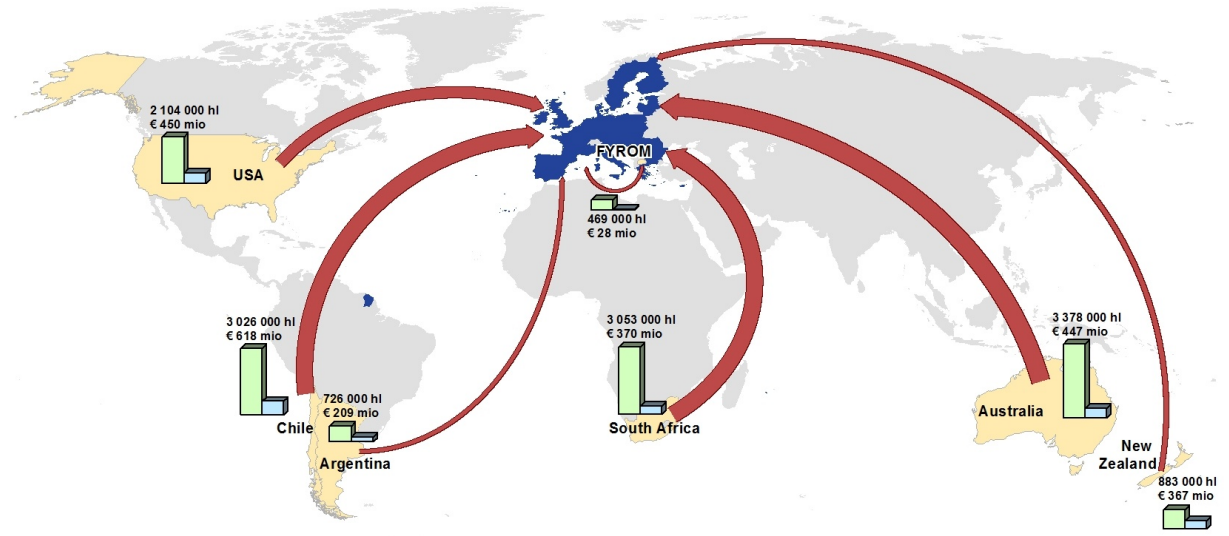 2 104 000 hl
€ 450 mio
USA
FYROM
469 000 hl
€ 28 mio
3 026 000 hl
€ 618 mio
Chile
726 000 hl
€ 209 mio
Argentina
3 053 000 hl
€ 370 mio
South Africa
3 378 000 hl
€ 447 mio
Australia
New
Zealand
883 000 hl
€ 367 mio